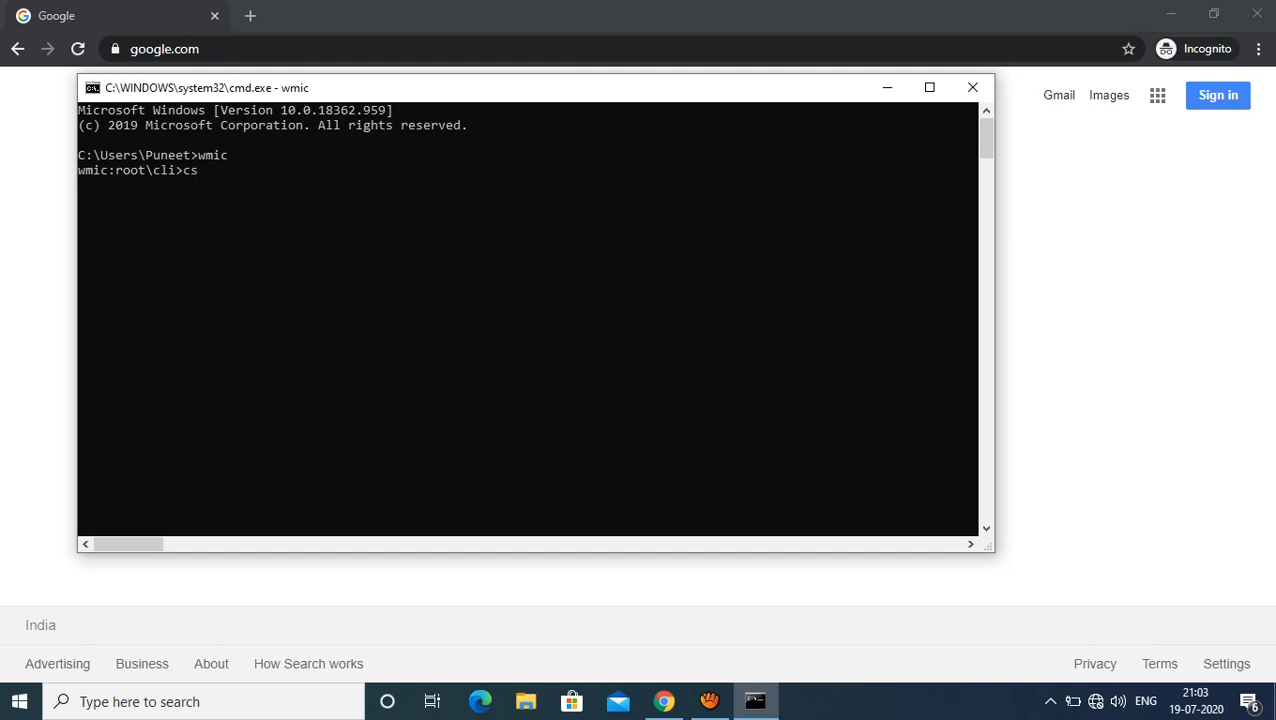 Google
google.com
Incognito
C:\WINDOWS\system32\cmd.exe - wmic
Gmail Images Sign in
Microsoft Windows [Version 10.0.18362.959]
(c) 2019 Microsoft Corporation. All rights reserved.
C:\Users\Puneet>wmic
wmic:root\cli>cs
India
Advertising Business About How Search works Privacy Terms Settings
Type here to search
ENG
21:03
19-07-2020
6